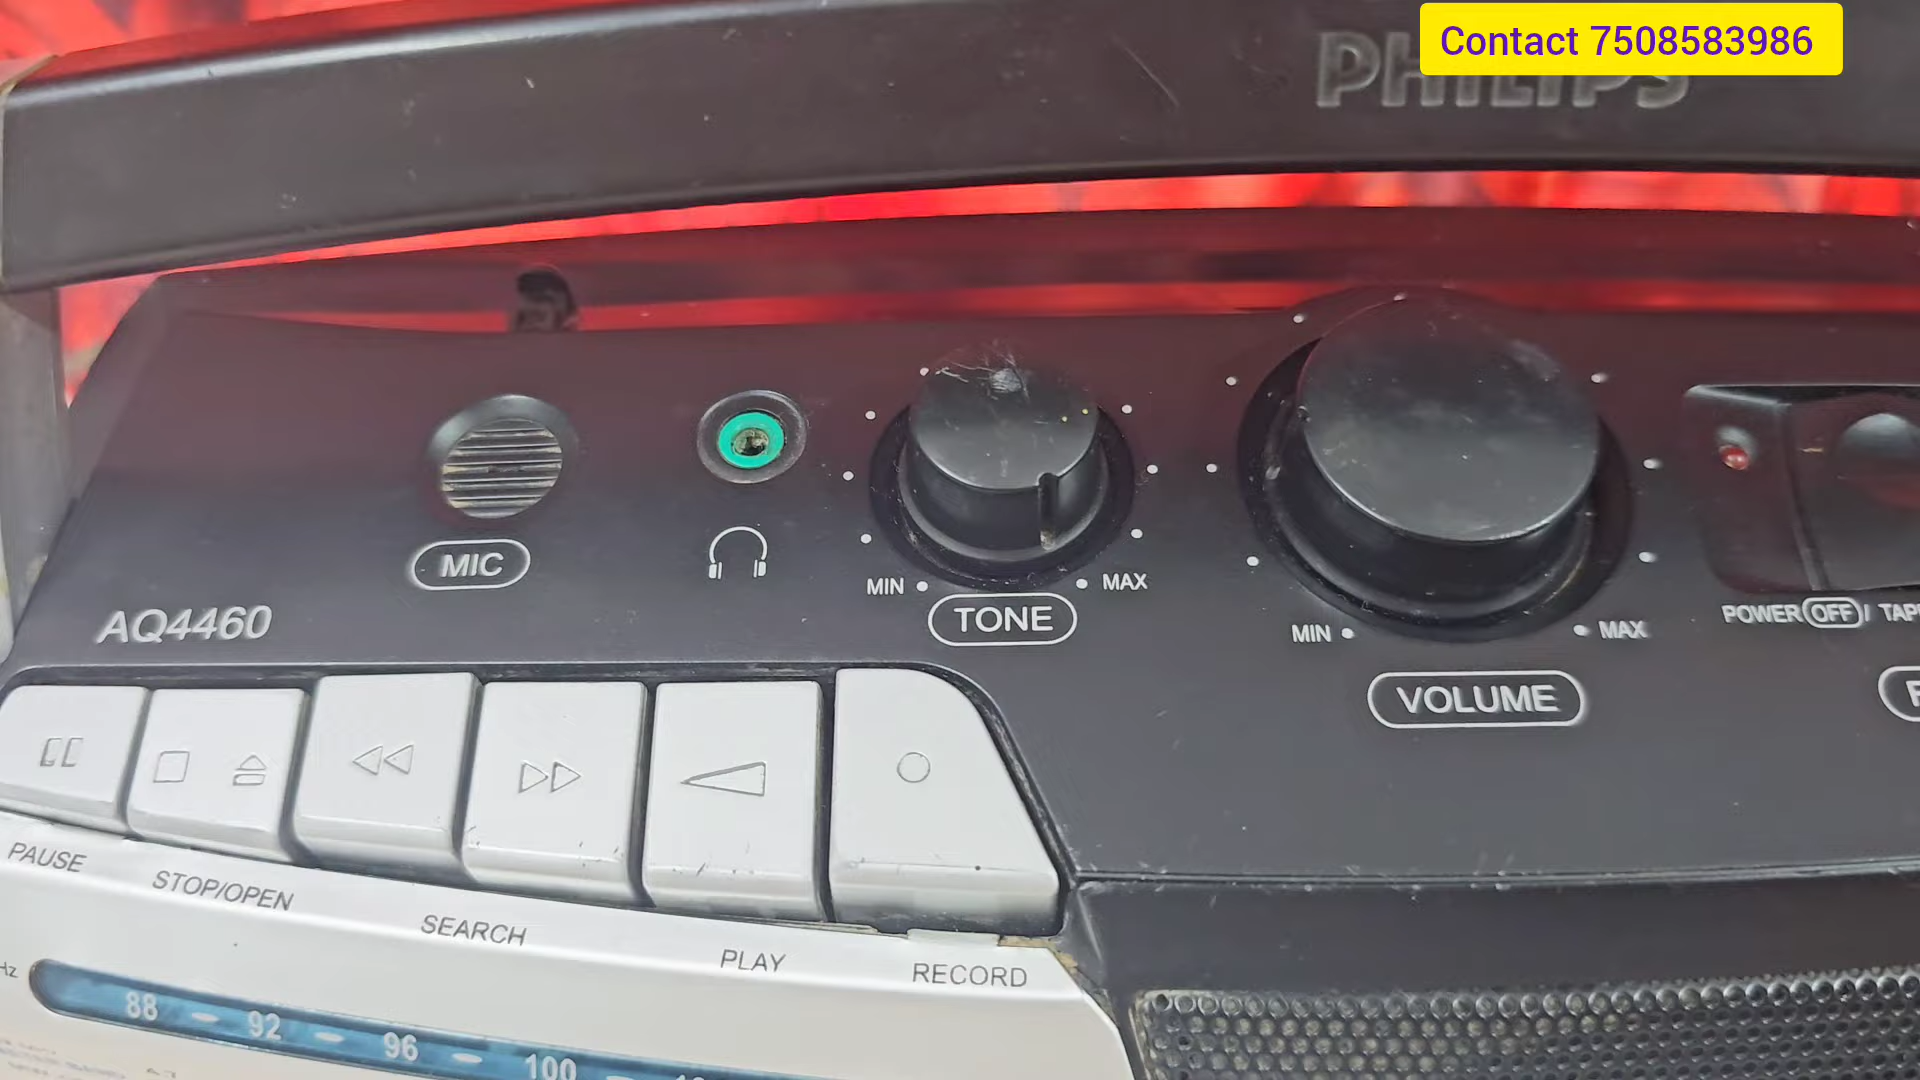 Contact 7508583986
PHILIPS
MIC
MIN
MAX
TONE
MIN
MAX
VOLUME
POWER OFF /
AQ4460
PAUSE
STOP/OPEN
SEARCH
PLAY
RECORD
88 92 96 100